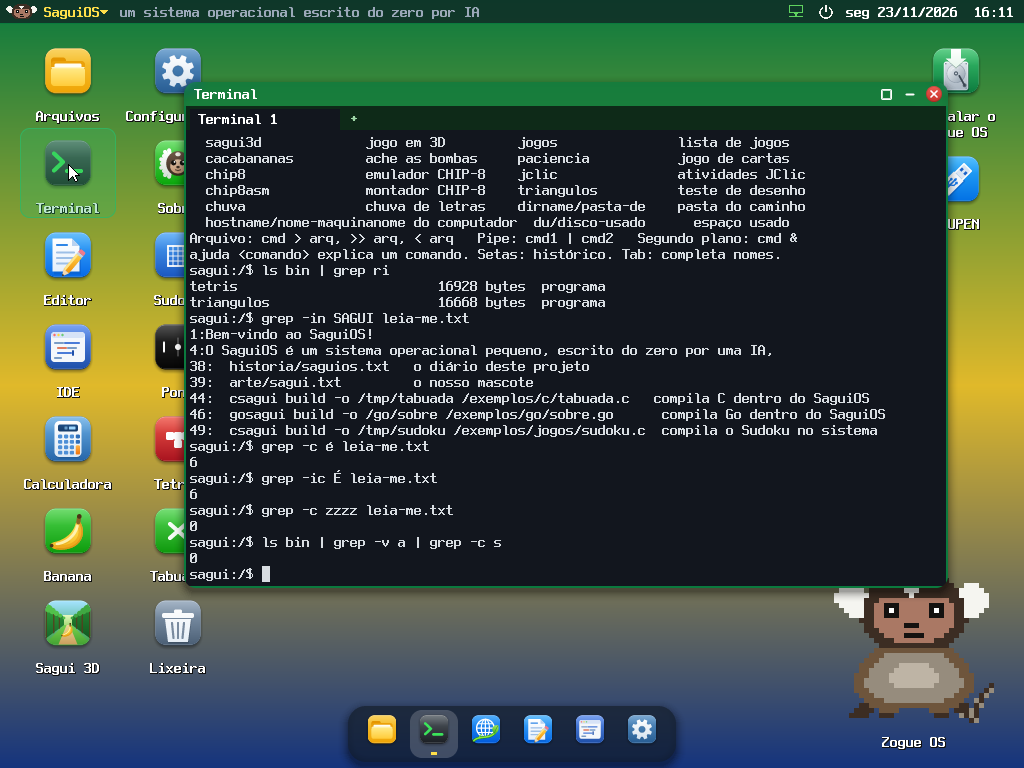 SaguiOS▾ um sistema operacional escrito do zero por IA
seg 23/11/2026 16:11
Arquivos
Terminal
Editor
IDE
Calculadora
Banana
Sagui 3D
Configu
Sob
Sudo
Pon
Tetr
Tabu
Lixeira
Terminal
Terminal 1 +
sagui3d jogo em 3D jogos lista de jogos
cacabananas ache as bombas paciencia jogo de cartas
chip8 emulador CHIP-8 jclic atividades JClic
chip8asm montador CHIP-8 triangulos teste de desenho
chuva chuva de letras dirname/pasta-de pasta do caminho
hostname/nome-maquinanome do computador du/disco-usado espaço usado
Arquivo: cmd > arq, >> arq, < arq Pipe: cmd1 | cmd2 Segundo plano: cmd &
ajuda <comando> explica um comando. Setas: histórico. Tab: completa nomes.
sagui:/$ ls bin | grep ri
tetris 16928 bytes programa
triangulos 16668 bytes programa
sagui:/$ grep -in SAGUI leia-me.txt
1:Bem-vindo ao SaguiOS!
4:O SaguiOS é um sistema operacional pequeno, escrito do zero por uma IA,
38: historia/saguios.txt o diário deste projeto
39: arte/sagui.txt o nosso mascote
44: csagui build -o /tmp/tabuada /exemplos/c/tabuada.c compila C dentro do SaguiOS
46: gosagui build -o /go/sobre /exemplos/go/sobre.go compila Go dentro do SaguiOS
49: csagui build -o /tmp/sudoku /exemplos/jogos/sudoku.c compila o Sudoku no sistema
sagui:/$ grep -c é leia-me.txt
6
sagui:/$ grep -ic É leia-me.txt
6
sagui:/$ grep -c zzzz leia-me.txt
0
sagui:/$ ls bin | grep -v a | grep -c s
0
sagui:/$
alar o
ue OS
UPEN
Zogue OS